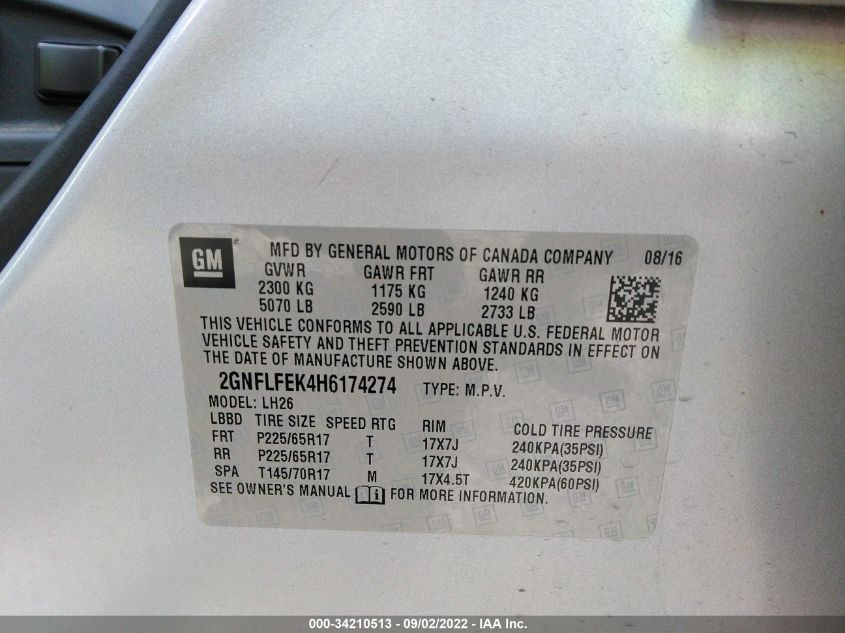 GM
MFD BY GENERAL MOTORS OF CANADA COMPANY 08/16
GVWR GAWR FRT GAWR RR
2300 KG 1175 KG 1240 KG
5070 LB 2590 LB 2733 LB
THIS VEHICLE CONFORMS TO ALL APPLICABLE U.S. FEDERAL MOTOR
VEHICLE SAFETY AND THEFT PREVENTION STANDARDS IN EFFECT ON
THE DATE OF MANUFACTURE SHOWN ABOVE.
2GNFLFEK4H6174274 TYPE: M.P.V.
MODEL: LH26
LBBD TIRE SIZE SPEED RTG RIM COLD TIRE PRESSURE
FRT P225/65R17 T 17X7J 240KPA(35PSI)
RR P225/65R17 T 17X7J 240KPA(35PSI)
SPA T145/70R17 M 17X4.5T 420KPA(60PSI)
SEE OWNER'S MANUAL FOR MORE INFORMATION.
000-34210513 - 09/02/2022 - IAA Inc.